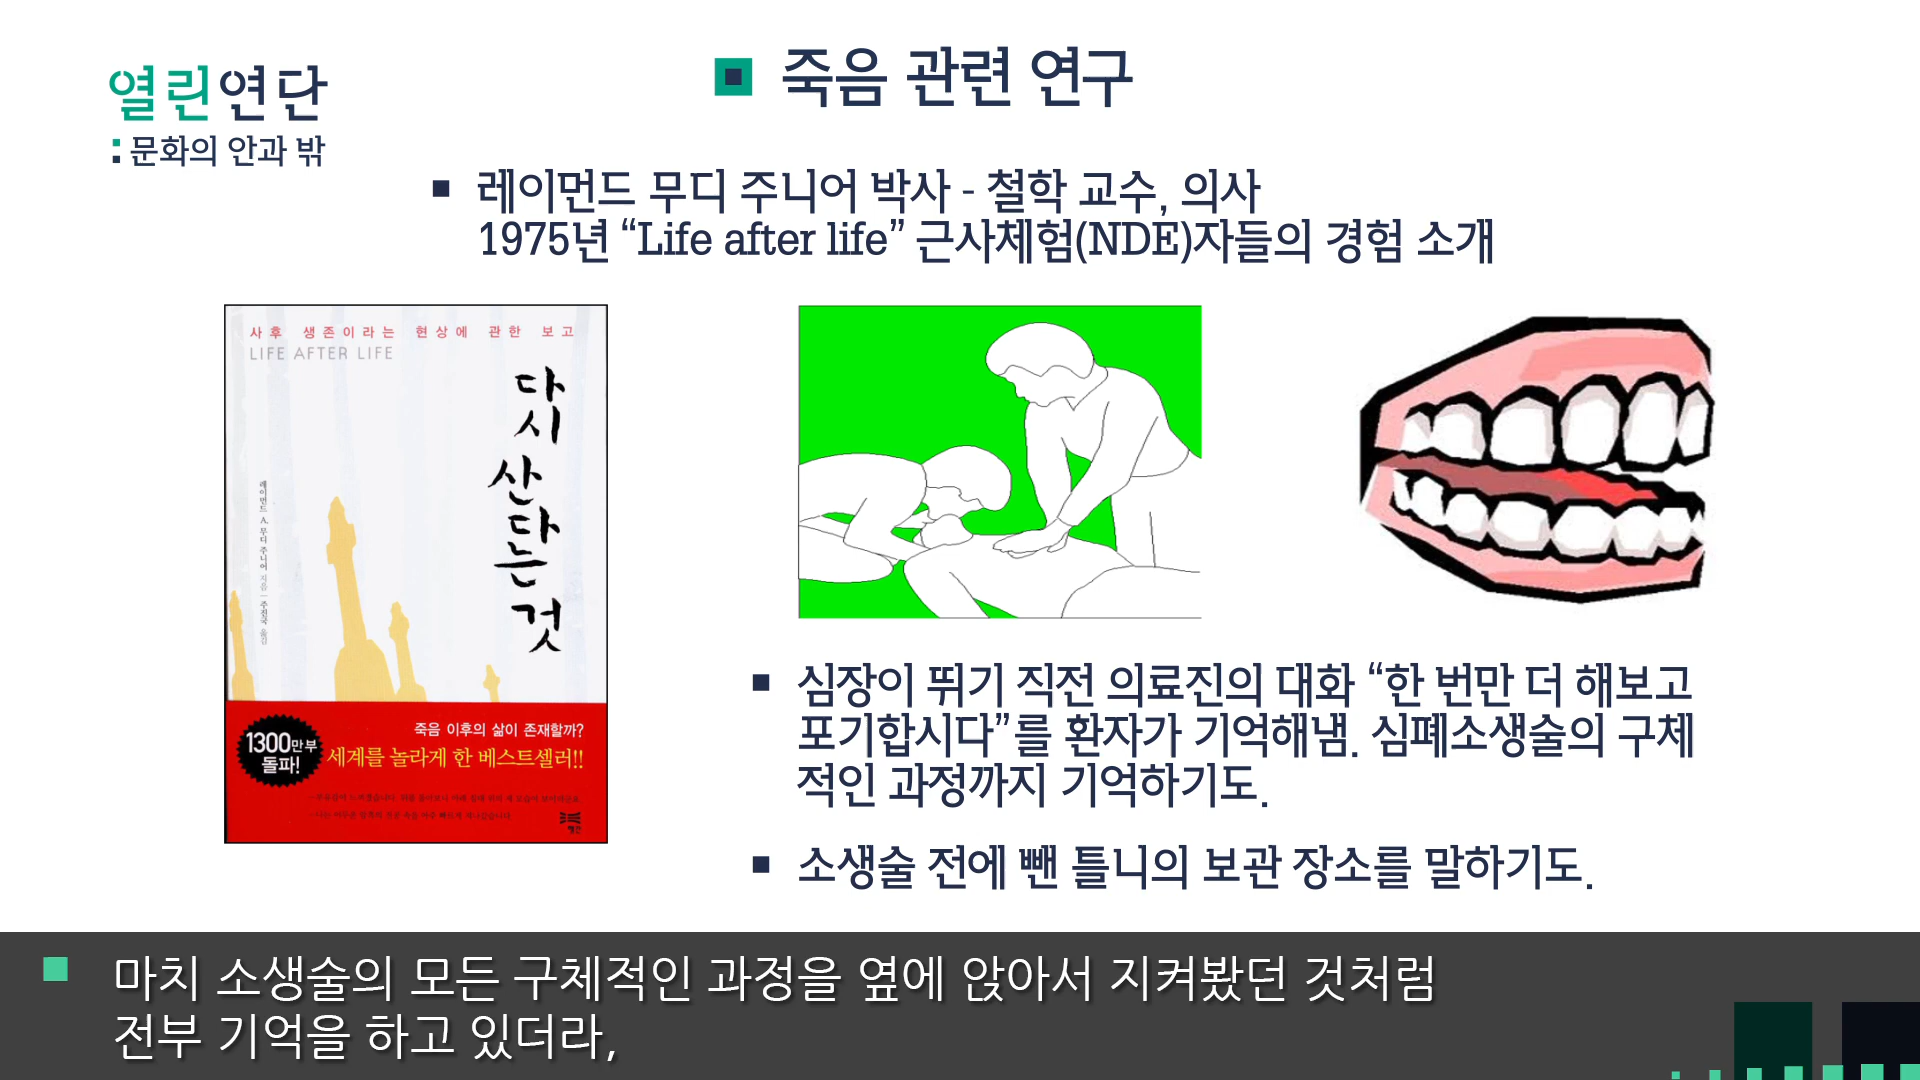 열린연단
문화의 안과 밖
죽음 관련 연구
레이먼드 무디 주니어 박사 - 철학 교수, 의사
1975년 “Life after life” 근사체험(NDE)자들의 경험 소개
사후 생존이라는 현상에 관한 보고
LIFE AFTER LIFE
다시 산다는 것
레이먼드 A. 무디 주니어 지음 | 주진국 옮김
죽음 이후의 삶이 존재할까?
1300만부
돌파!
세계를 놀라게 한 베스트셀러!!
심장이 뛰기 직전 의료진의 대화 “한 번만 더 해보고
포기합시다”를 환자가 기억해냄. 심폐소생술의 구체
적인 과정까지 기억하기도.
소생술 전에 뺀 틀니의 보관 장소를 말하기도.
마치 소생술의 모든 구체적인 과정을 옆에 앉아서 지켜봤던 것처럼
전부 기억을 하고 있더라,